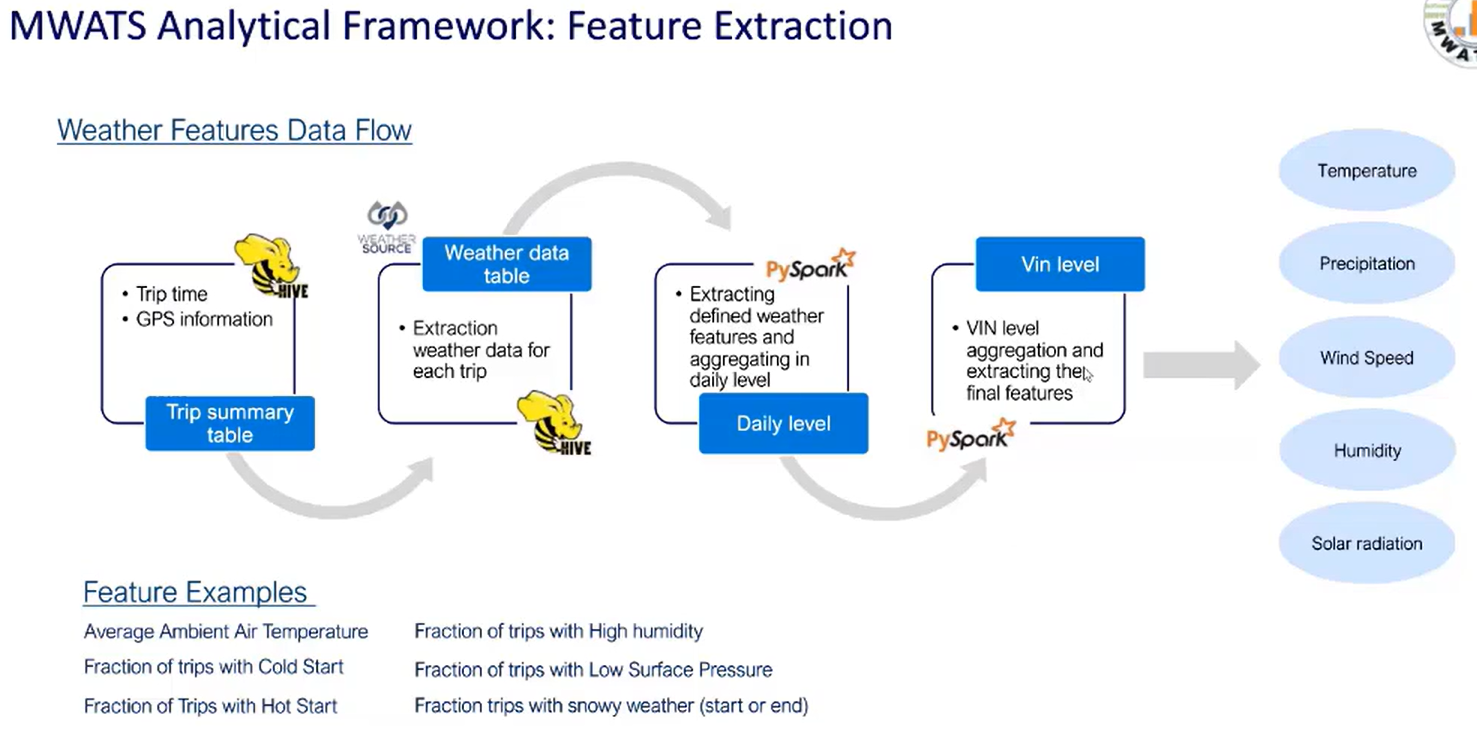 MWATS Analytical Framework: Feature Extraction
MWAT
Weather Features Data Flow
HIVE
• Trip time
• GPS information
Trip summary
table
WEATHER
SOURCE
Weather data
table
• Extraction
weather data for
each trip
HIVE
PySpark
• Extracting
defined weather
features and
aggregating in
daily level
Daily level
Vin level
• VIN level
aggregation and
extracting the
final features
PySpark
Temperature
Precipitation
Wind Speed
Humidity
Solar radiation
Feature Examples
Average Ambient Air Temperature
Fraction of trips with Cold Start
Fraction of Trips with Hot Start
Fraction of trips with High humidity
Fraction of trips with Low Surface Pressure
Fraction trips with snowy weather (start or end)